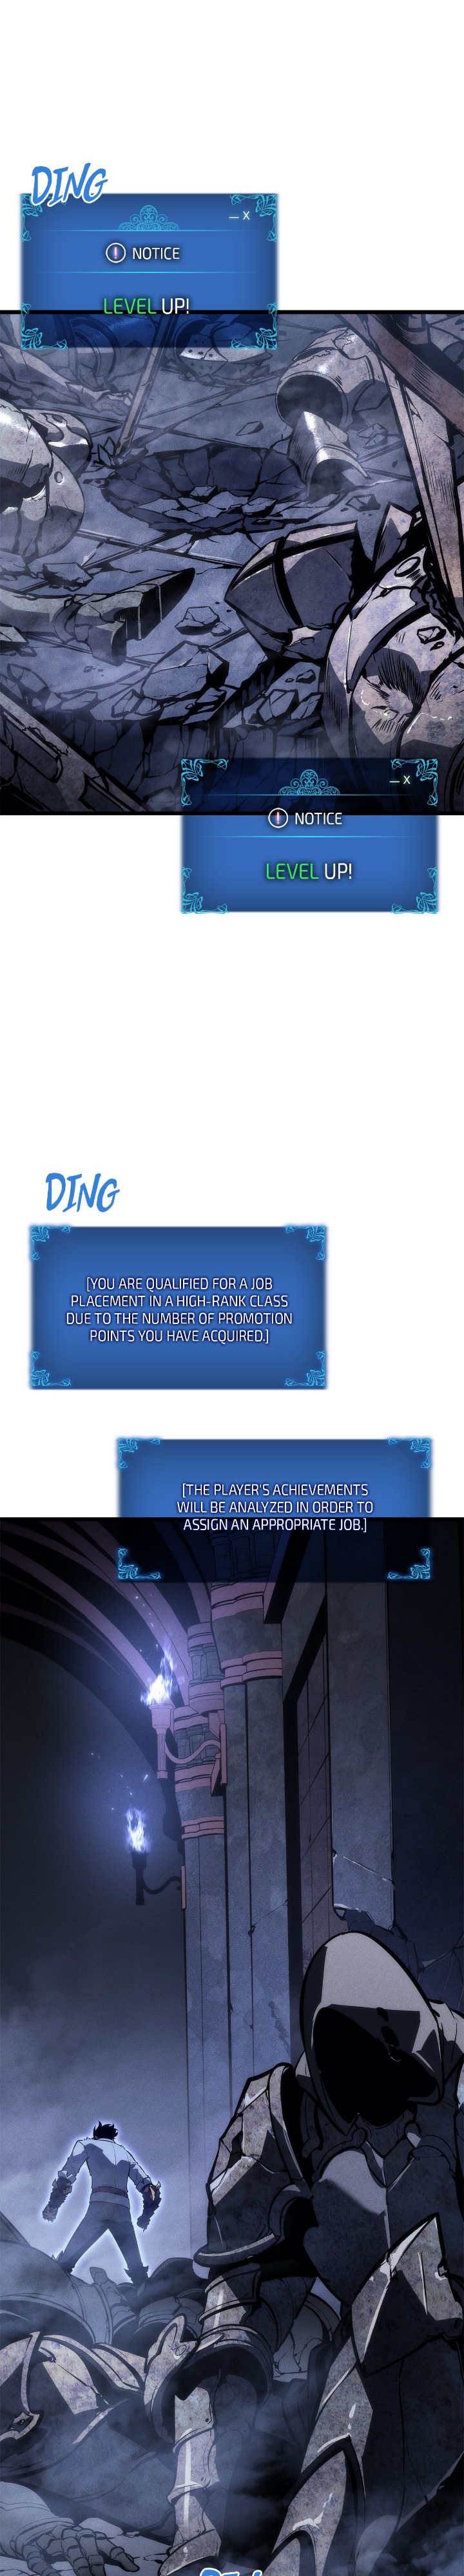 DING
— X
! NOTICE
LEVEL UP!
— X
! NOTICE
LEVEL UP!
DING
[YOU ARE QUALIFIED FOR A JOB
PLACEMENT IN A HIGH-RANK CLASS
DUE TO THE NUMBER OF PROMOTION
POINTS YOU HAVE ACQUIRED.]
[THE PLAYER'S ACHIEVEMENTS
WILL BE ANALYZED IN ORDER TO
ASSIGN AN APPROPRIATE JOB.]